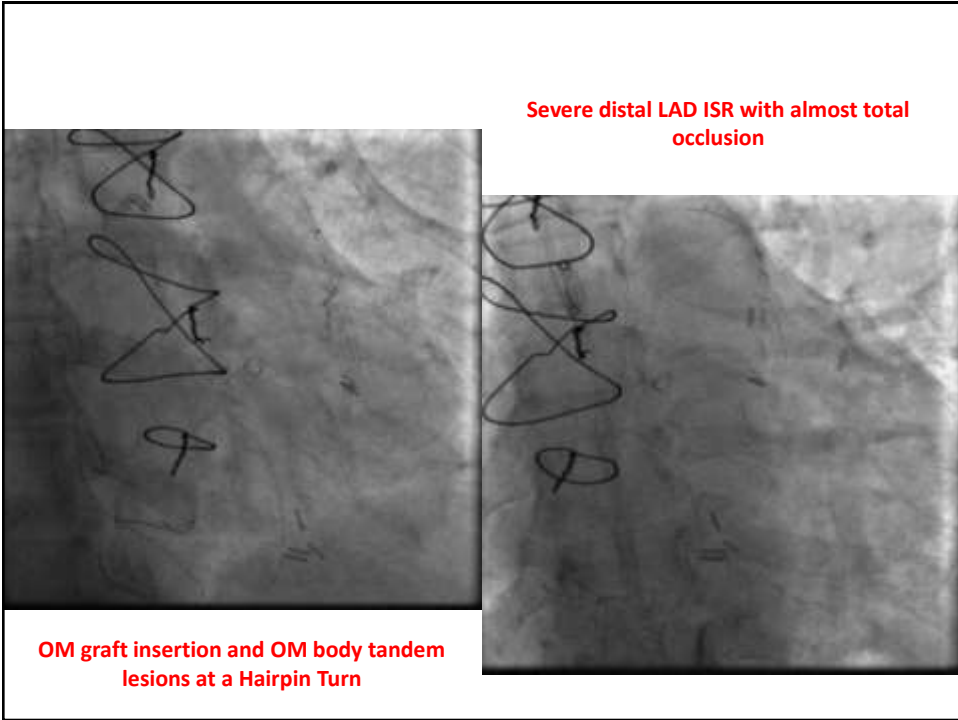 Severe distal LAD ISR with almost total
occlusion
OM graft insertion and OM body tandem
lesions at a Hairpin Turn